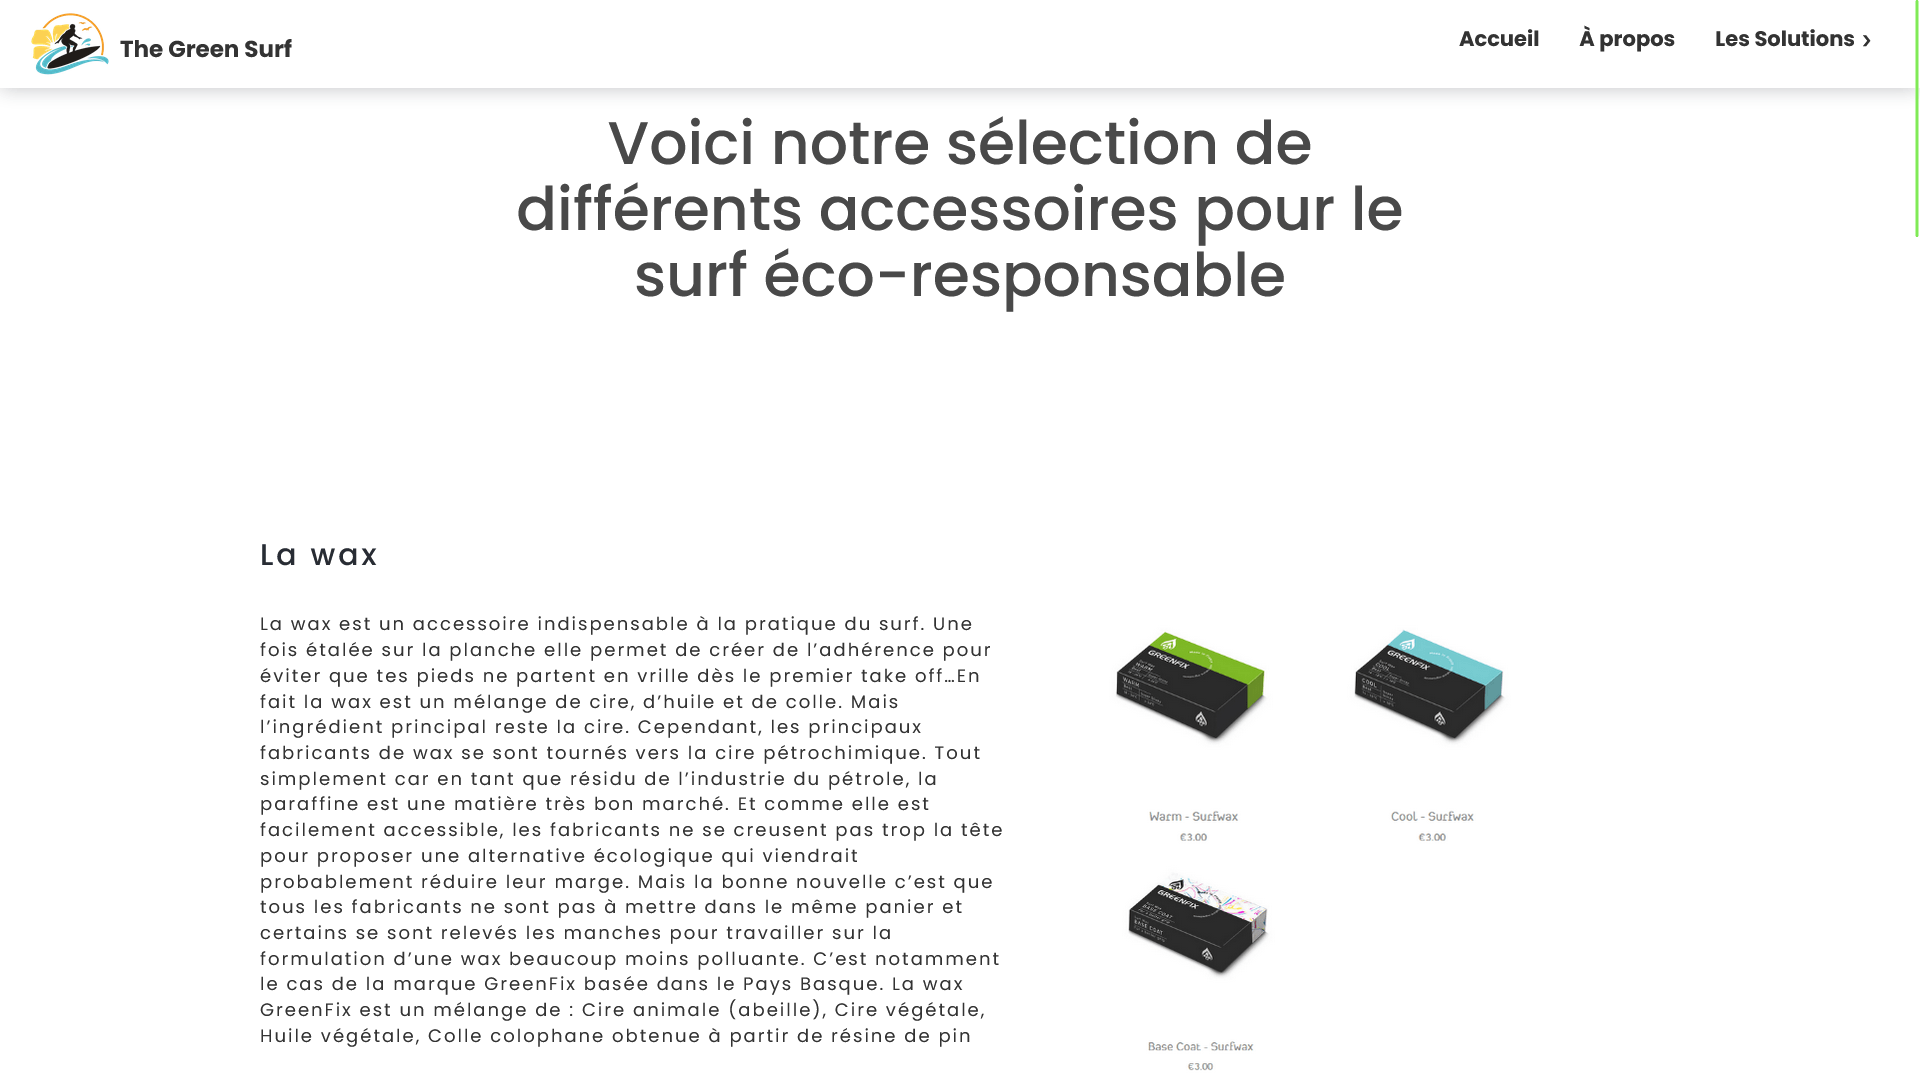 The Green Surf
Accueil
À propos
Les Solutions ›
Voici notre sélection de
différents accessoires pour le
surf éco-responsable
La wax
La wax est un accessoire indispensable à la pratique du surf. Une
fois étalée sur la planche elle permet de créer de l’adhérence pour
éviter que tes pieds ne partent en vrille dès le premier take off…En
fait la wax est un mélange de cire, d’huile et de colle. Mais
l’ingrédient principal reste la cire. Cependant, les principaux
fabricants de wax se sont tournés vers la cire pétrochimique. Tout
simplement car en tant que résidu de l’industrie du pétrole, la
paraffine est une matière très bon marché. Et comme elle est
facilement accessible, les fabricants ne se creusent pas trop la tête
pour proposer une alternative écologique qui viendrait
probablement réduire leur marge. Mais la bonne nouvelle c’est que
tous les fabricants ne sont pas à mettre dans le même panier et
certains se sont relevés les manches pour travailler sur la
formulation d’une wax beaucoup moins polluante. C’est notamment
le cas de la marque GreenFix basée dans le Pays Basque. La wax
GreenFix est un mélange de : Cire animale (abeille), Cire végétale,
Huile végétale, Colle colophane obtenue à partir de résine de pin
GREENFIX
WARM
WARM
Warm - Surfwax
€3.00
GREENFIX
COOL
COOL
Cool - Surfwax
€3.00
GREENFIX
BASE COAT
BASE COAT
Base Coat - Surfwax
€3.00